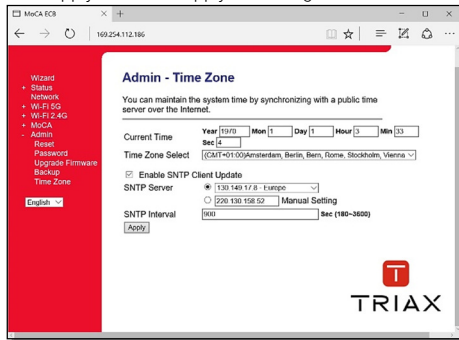 MoCA ECB
169.254.112.186
Wizard
+ Status
Network
+ Wi-Fi 5G
+ Wi-Fi 2.4G
+ MoCA
- Admin
Reset
Password
Upgrade Firmware
Backup
Time Zone
English
Admin - Time Zone
You can maintain the system time by synchronizing with a public time
server over the Internet.
Current Time Year 1970 Mon 1 Day 1 Hour 3 Min 33
Sec 4
Time Zone Select (GMT+01:00)Amsterdam, Berlin, Bern, Rome, Stockholm, Vienna
Enable SNTP Client Update
SNTP Server 130.149.17.8 - Europe
220.130.158.52 Manual Setting
SNTP Interval 900 Sec (180~3600)
Apply
TRIAX